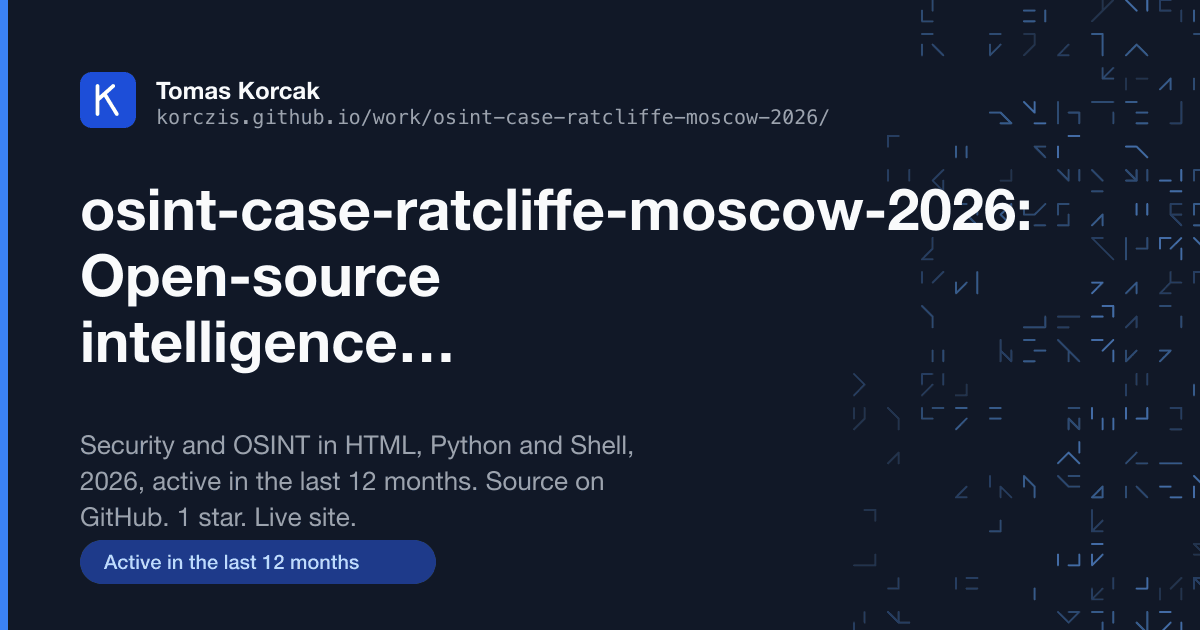 K
Tomas Korcak
korczis.github.io/work/osint-case-ratcliffe-moscow-2026/
osint-case-ratcliffe-moscow-2026:
Open-source
intelligence…
Security and OSINT in HTML, Python and Shell,
2026, active in the last 12 months. Source on
GitHub. 1 star. Live site.
Active in the last 12 months